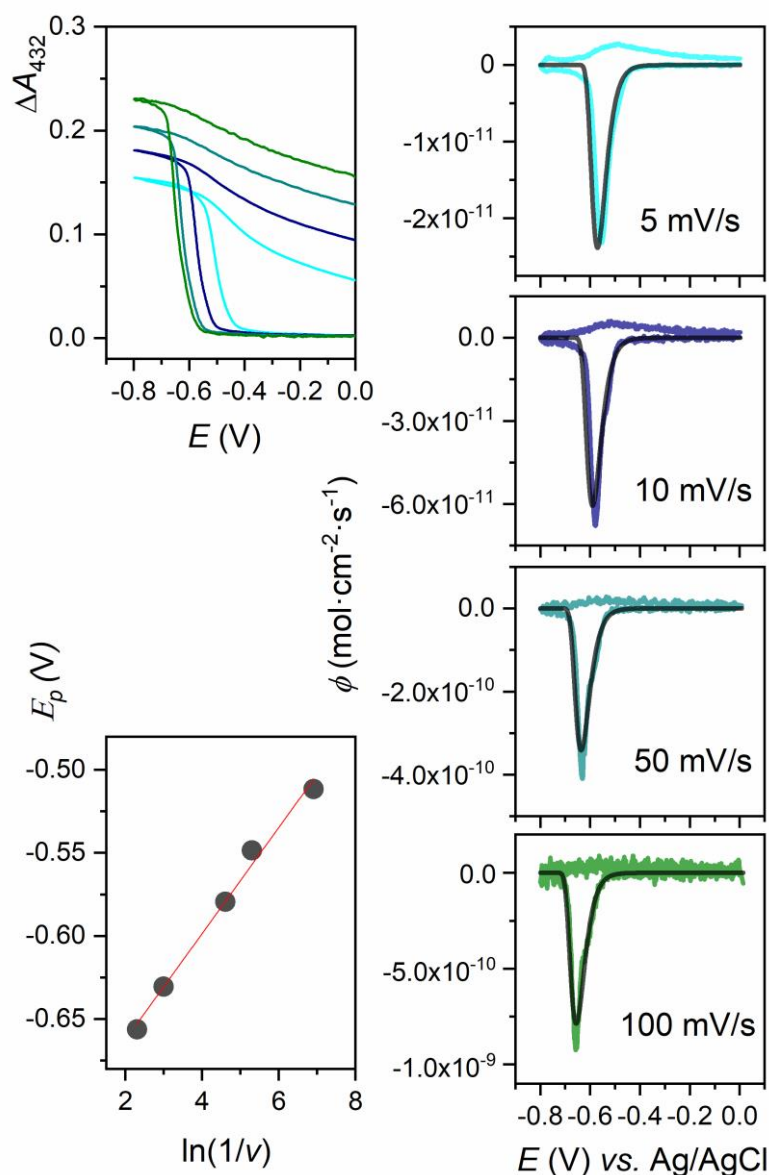 ΔA432
0.3
0.2
0.1
0.0
-0.8 -0.6 -0.4 -0.2 0.0
E (V)
Ep (V)
-0.50
-0.55
-0.60
-0.65
2 4 6 8
ln(1/v)
ϕ (mol·cm-2·s-1)
0
-1x10-11
-2x10-11
5 mV/s
0.0
-3.0x10-11
-6.0x10-11
10 mV/s
0.0
-2.0x10-10
-4.0x10-10
50 mV/s
0.0
-5.0x10-10
-1.0x10-9
100 mV/s
-0.8 -0.6 -0.4 -0.2 0.0
E (V) vs. Ag/AgCl